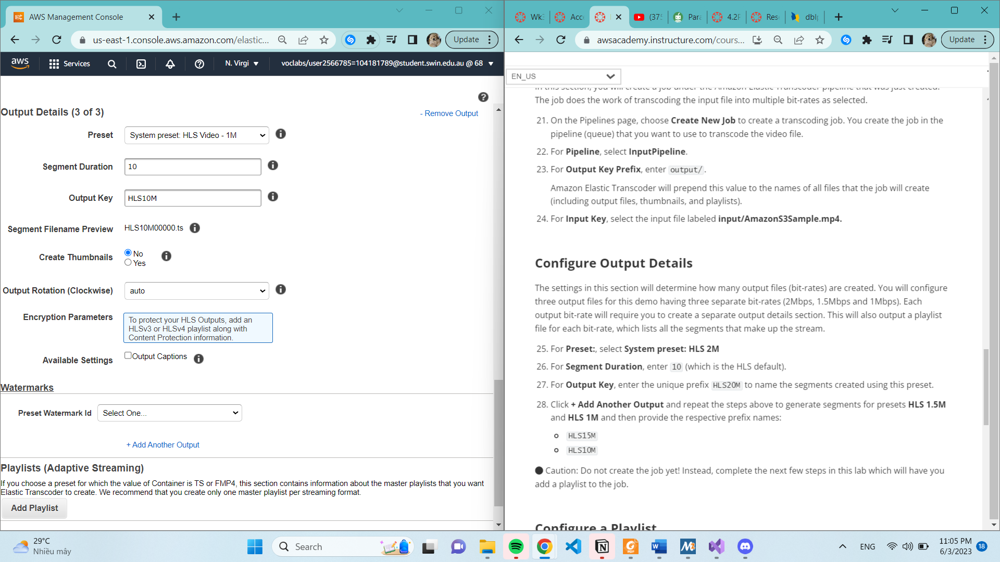 AWS Management Console
us-east-1.console.aws.amazon.com/elastic...
Update
aws
Services
N. Virgi
voclabs/user2566785=104181789@student.swin.edu.au @ 68
Output Details (3 of 3)
- Remove Output
Preset
System preset: HLS Video - 1M
Segment Duration
10
Output Key
HLS10M
Segment Filename Preview
HLS10M00000.ts
Create Thumbnails
No
Yes
Output Rotation (Clockwise)
auto
Encryption Parameters
To protect your HLS Outputs, add an
HLSv3 or HLSv4 playlist along with
Content Protection information.
Available Settings
Output Captions
Watermarks
Preset Watermark Id
Select One...
+ Add Another Output
Playlists (Adaptive Streaming)
If you choose a preset for which the value of Container is TS or FMP4, this section contains information about the master playlists that you want
Elastic Transcoder to create. We recommend that you create only one master playlist per streaming format.
Add Playlist
Wk
Acc
(37
Para
4.2F
Res
dblp
awsacademy.instructure.com/cours...
Update
EN_US
In this section, you will create a job under the Amazon Elastic Transcoder pipeline that was just created.
The job does the work of transcoding the input file into multiple bit-rates as selected.
21. On the Pipelines page, choose Create New Job to create a transcoding job. You create the job in the
pipeline (queue) that you want to use to transcode the video file.
22. For Pipeline, select InputPipeline.
23. For Output Key Prefix, enter output/.
Amazon Elastic Transcoder will prepend this value to the names of all files that the job will create
(including output files, thumbnails, and playlists).
24. For Input Key, select the input file labeled input/AmazonS3Sample.mp4.
Configure Output Details
The settings in this section will determine how many output files (bit-rates) are created. You will configure
three output files for this demo having three separate bit-rates (2Mbps, 1.5Mbps and 1Mbps). Each
output bit-rate will require you to create a separate output details section. This will also output a playlist
file for each bit-rate, which lists all the segments that make up the stream.
25. For Preset:, select System preset: HLS 2M
26. For Segment Duration, enter 10 (which is the HLS default).
27. For Output Key, enter the unique prefix HLS20M to name the segments created using this preset.
28. Click + Add Another Output and repeat the steps above to generate segments for presets HLS 1.5M
and HLS 1M and then provide the respective prefix names:
HLS15M
HLS10M
Caution: Do not create the job yet! Instead, complete the next few steps in this lab which will have you
add a playlist to the job.
Configure a Playlist
29°C
Nhiều mây
Search
ENG
11:05 PM
6/3/2023
18